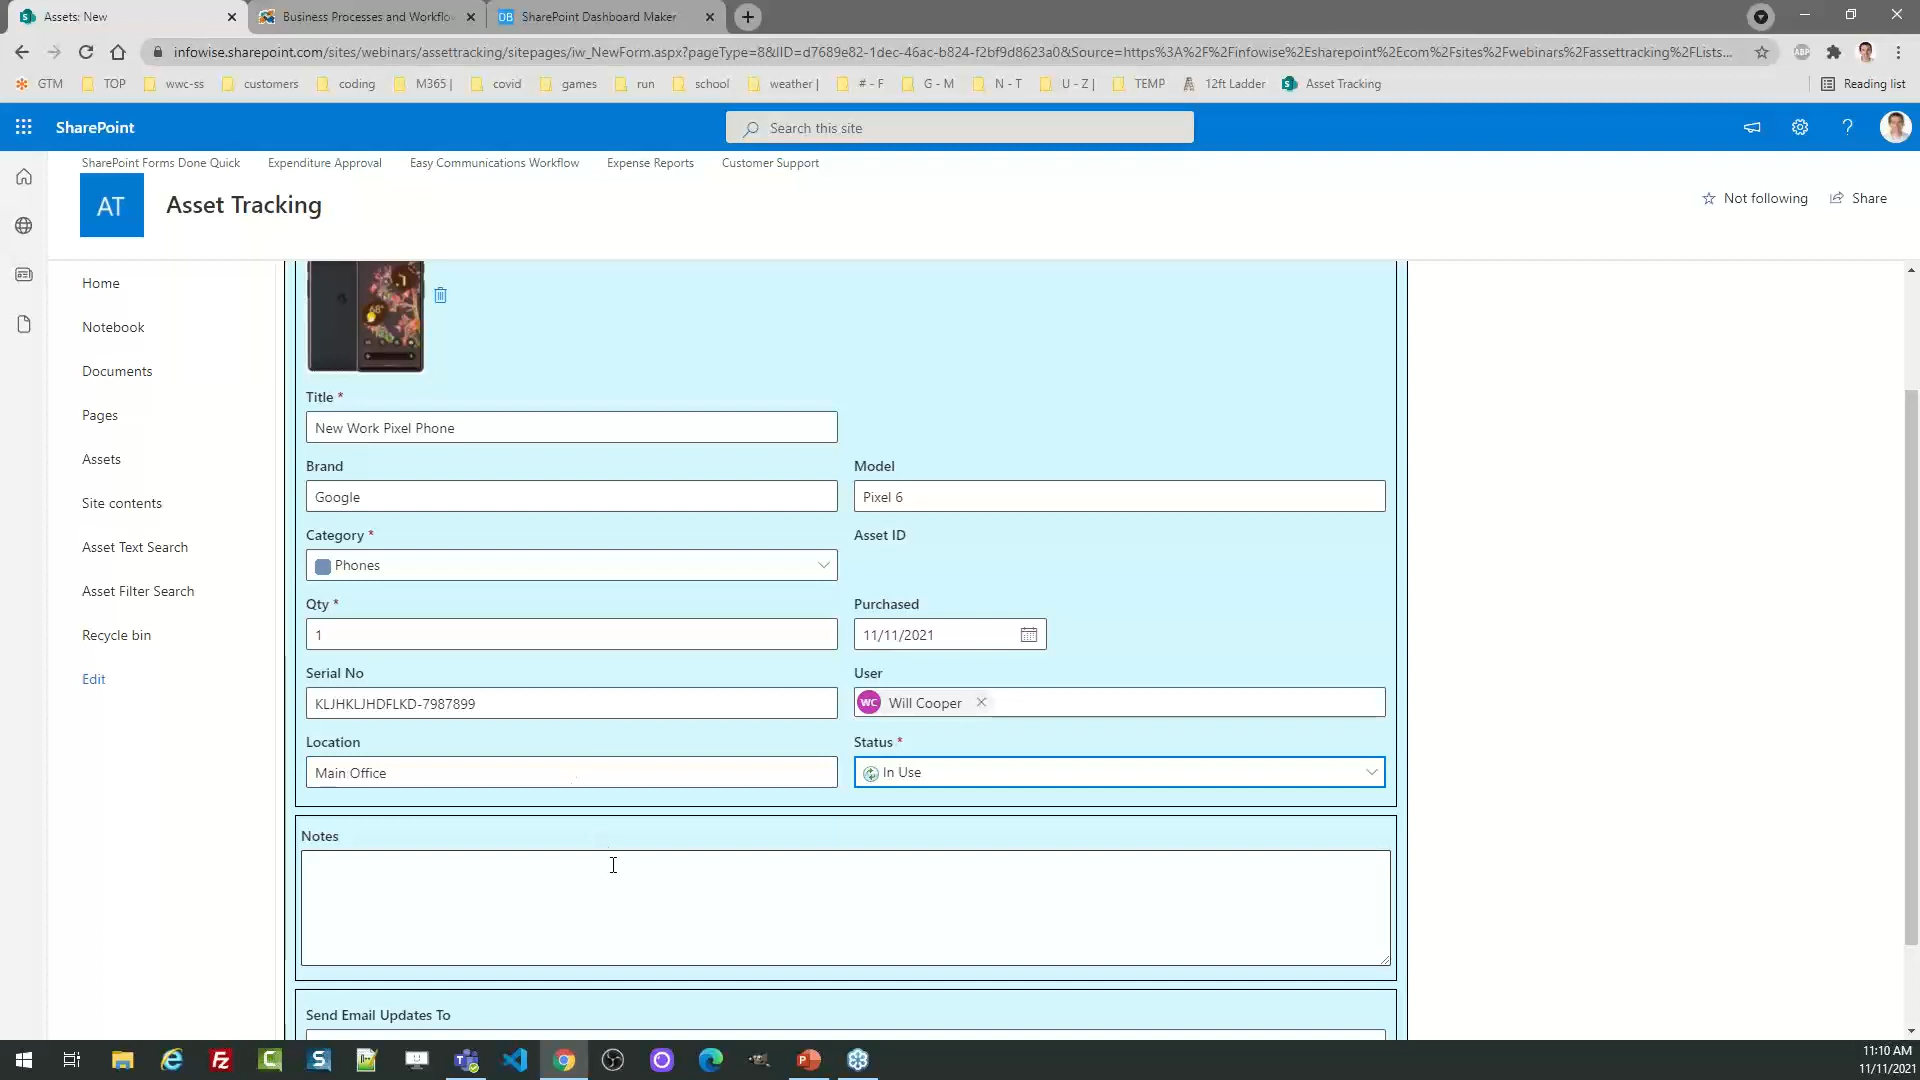 Assets: New
Business Processes and Workflo
DB SharePoint Dashboard Maker
infowise.sharepoint.com/sites/webinars/assettracking/sitepages/iw_NewForm.aspx?pageType=8&IID=d7689e82-1dec-46ac-b824-f2bf9d8623a0&Source=https%3A%2F%2Finfowise%2Esharepoint%2Ecom%2Fsites%2Fwebinars%2Fassettracking%2FLists...
GTM TOP wwc-ss customers coding M365 | covid games run school weather | # - F G - M N - T U - Z | TEMP 12ft Ladder Asset Tracking Reading list
SharePoint
Search this site
SharePoint Forms Done Quick Expenditure Approval Easy Communications Workflow Expense Reports Customer Support
AT Asset Tracking
Not following Share
Home
Notebook
Documents
Pages
Assets
Site contents
Asset Text Search
Asset Filter Search
Recycle bin
Edit
Title *
New Work Pixel Phone
Brand Model
Google Pixel 6
Category * Asset ID
Phones
Qty * Purchased
1 11/11/2021
Serial No User
KLJHKLJHDFLKD-7987899 WC Will Cooper
Location Status *
Main Office In Use
Notes
Send Email Updates To
11:10 AM
11/11/2021